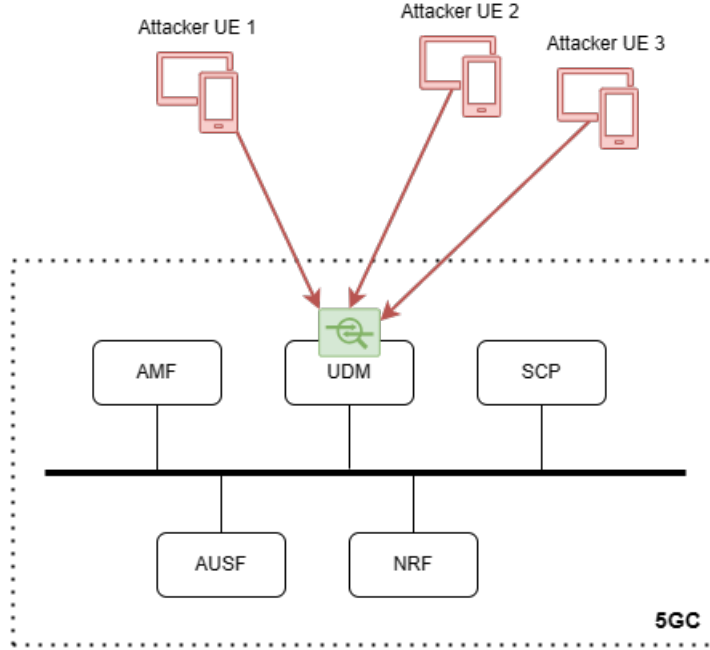 Attacker UE 1
Attacker UE 2
Attacker UE 3
AMF
UDM
SCP
AUSF
NRF
5GC